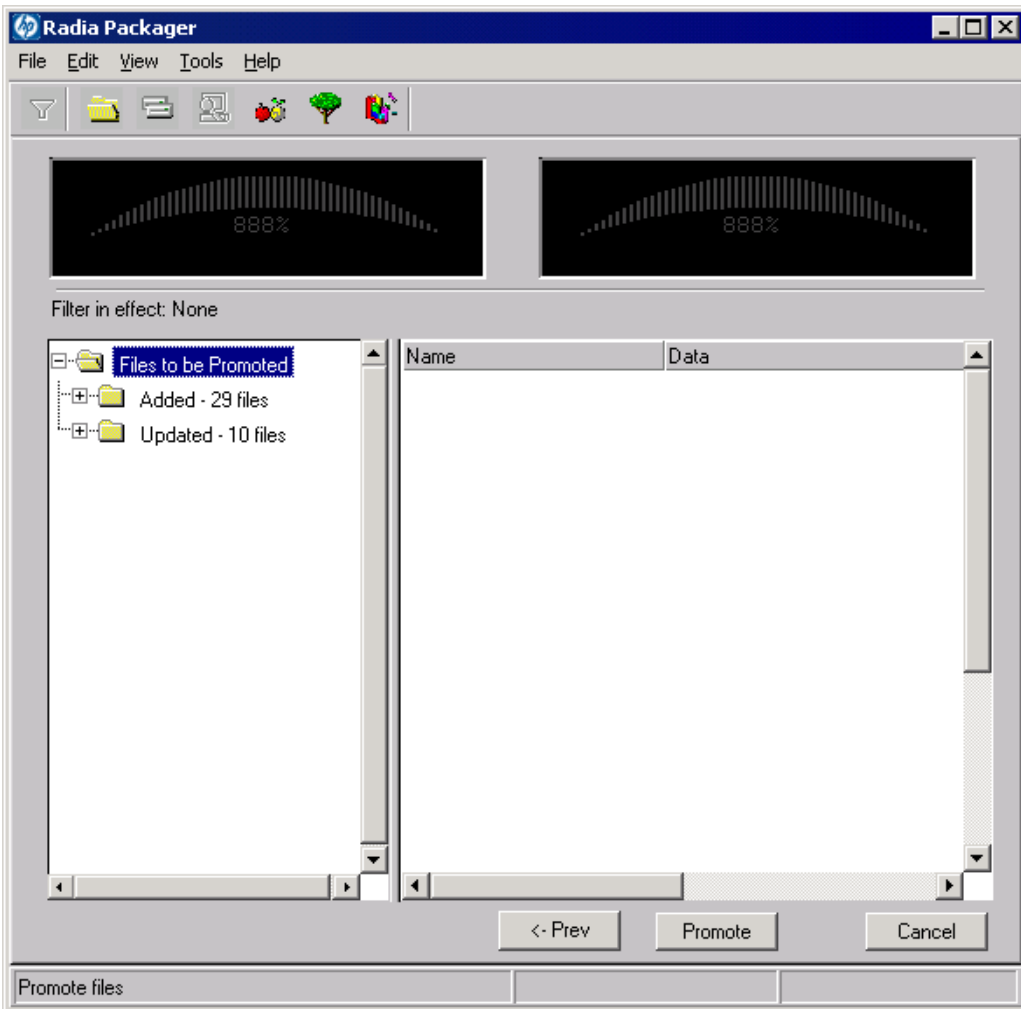 hp Radia Packager
File Edit View Tools Help
888% 888%
Filter in effect: None
Files to be Promoted
Added - 29 files
Updated - 10 files
Name Data
<- Prev Promote Cancel
Promote files